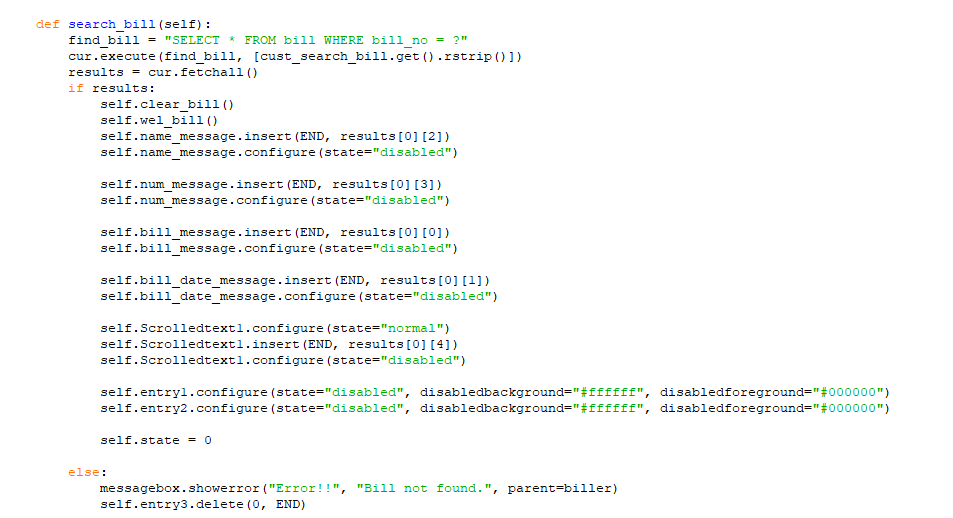 def search_bill(self):
    find_bill = "SELECT * FROM bill WHERE bill_no = ?"
    cur.execute(find_bill, [cust_search_bill.get().rstrip()])
    results = cur.fetchall()
    if results:
        self.clear_bill()
        self.wel_bill()
        self.name_message.insert(END, results[0][2])
        self.name_message.configure(state="disabled")

        self.num_message.insert(END, results[0][3])
        self.num_message.configure(state="disabled")

        self.bill_message.insert(END, results[0][0])
        self.bill_message.configure(state="disabled")

        self.bill_date_message.insert(END, results[0][1])
        self.bill_date_message.configure(state="disabled")

        self.Scrolledtext1.configure(state="normal")
        self.Scrolledtext1.insert(END, results[0][4])
        self.Scrolledtext1.configure(state="disabled")

        self.entry1.configure(state="disabled", disabledbackground="#ffffff", disabledforeground="#000000")
        self.entry2.configure(state="disabled", disabledbackground="#ffffff", disabledforeground="#000000")

        self.state = 0

    else:
        messagebox.showerror("Error!!", "Bill not found.", parent=biller)
        self.entry3.delete(0, END)